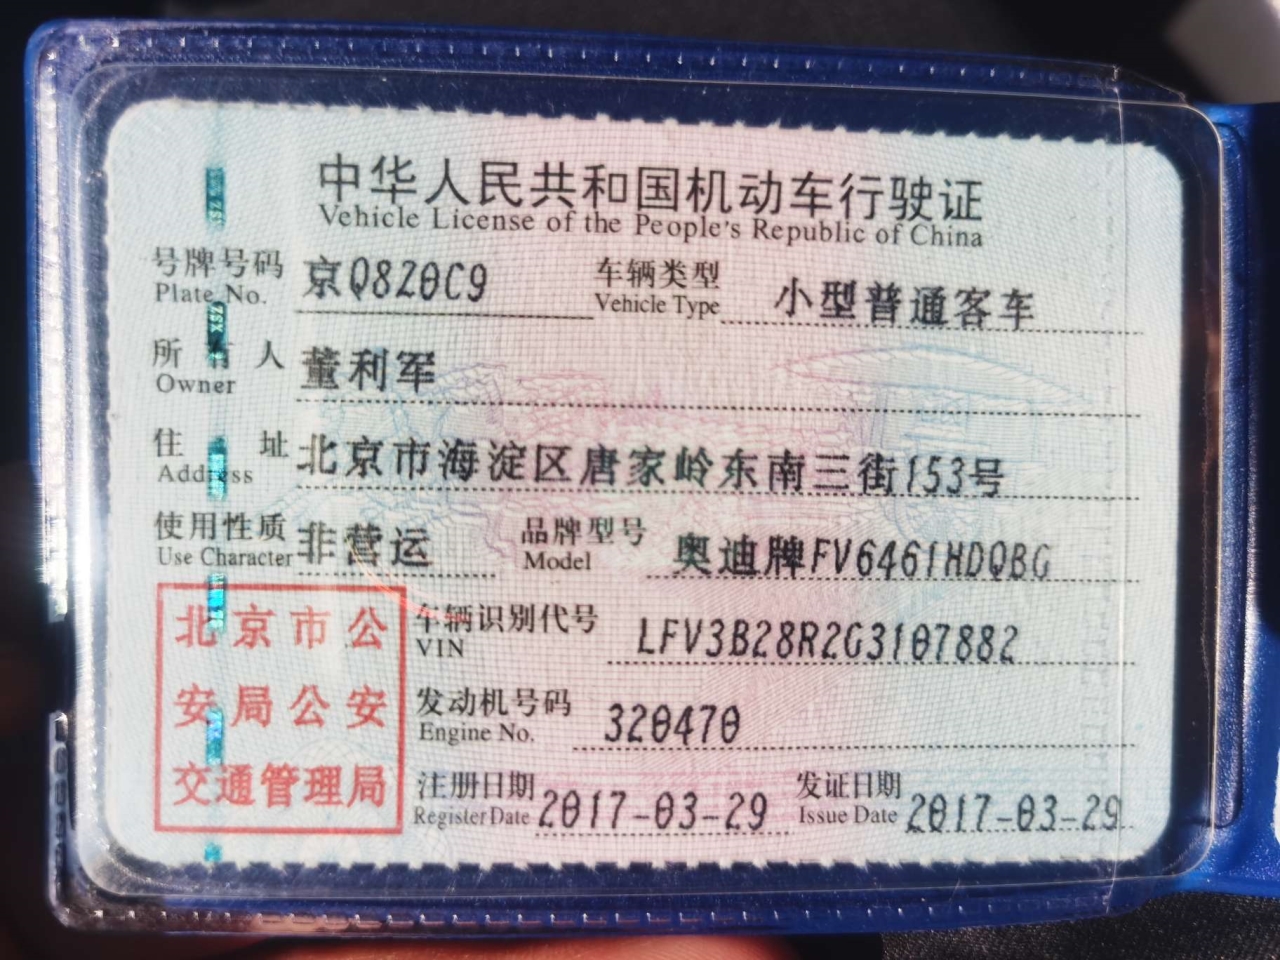 中华人民共和国机动车行驶证
Vehicle License of the People's Republic of China
号牌号码 京Q8Z0C9 车辆类型 小型普通客车
Plate No. Vehicle Type
所有人 董利军
Owner
住址 北京市海淀区唐家岭东南三街153号
Address
使用性质 非营运 品牌型号 奥迪牌FV6461HDQBG
Use Character Model
北京市公
安局公安
交通管理局
车辆识别代号 LFV3B28R2G3107882
VIN
发动机号码 320470
Engine No.
注册日期 2017-03-29 发证日期 2017-03-29
Register Date Issue Date